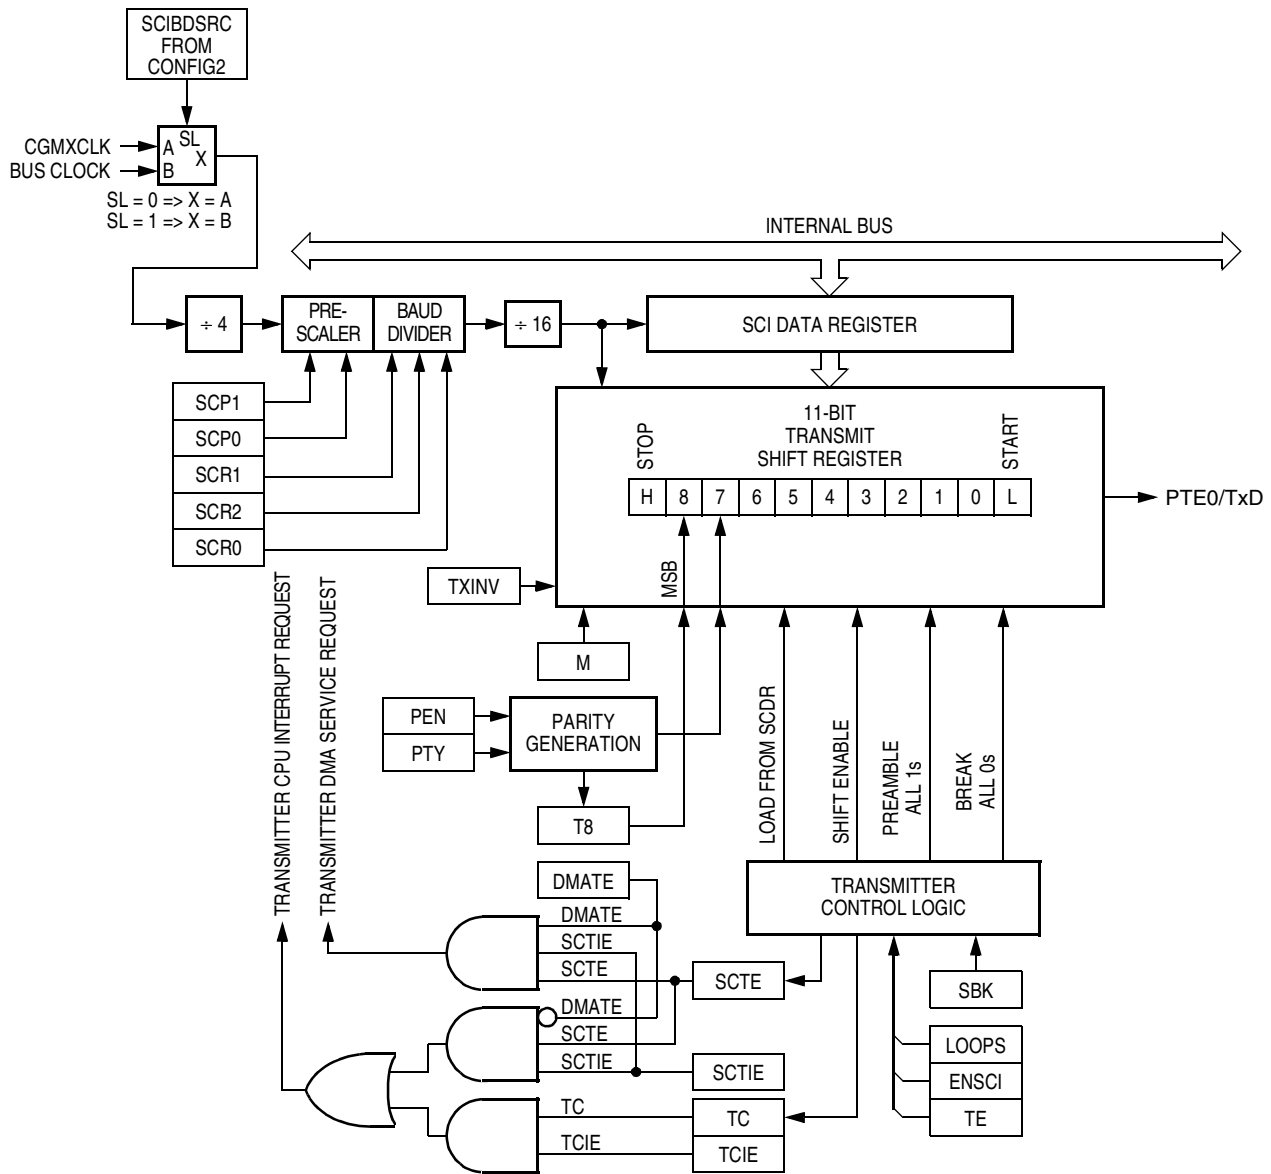 SCIBDSRC
FROM
CONFIG2
CGMXCLK
BUS CLOCK
A
SL
X
B
SL = 0 => X = A
SL = 1 => X = B
INTERNAL BUS
÷ 4
PRE-
SCALER
BAUD
DIVIDER
÷ 16
SCI DATA REGISTER
SCP1
SCP0
SCR1
SCR2
SCR0
11-BIT
TRANSMIT
SHIFT REGISTER
STOP
START
H 8 7 6 5 4 3 2 1 0 L
PTE0/TxD
MSB
TXINV
M
PEN
PTY
PARITY
GENERATION
T8
LOAD FROM SCDR
SHIFT ENABLE
PREAMBLE
ALL 1s
BREAK
ALL 0s
TRANSMITTER CPU INTERRUPT REQUEST
TRANSMITTER DMA SERVICE REQUEST
TRANSMITTER
CONTROL LOGIC
DMATE
DMATE
SCTIE
SCTE
SCTE
DMATE
SCTE
SCTIE
SCTIE
TC
TCIE
TC
TCIE
SBK
LOOPS
ENSCI
TE